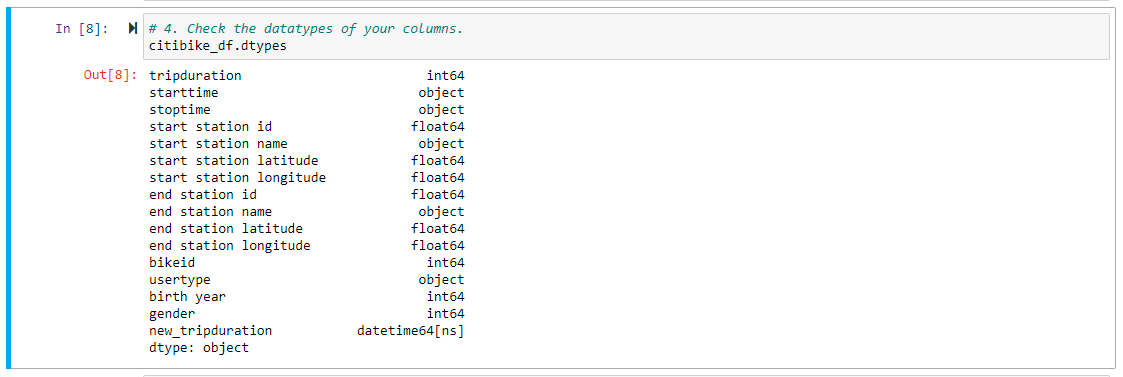 In [8]: # 4. Check the datatypes of your columns.
citibike_df.dtypes
Out[8]: tripduration int64
starttime object
stoptime object
start station id float64
start station name object
start station latitude float64
start station longitude float64
end station id float64
end station name object
end station latitude float64
end station longitude float64
bikeid int64
usertype object
birth year int64
gender int64
new_tripduration datetime64[ns]
dtype: object